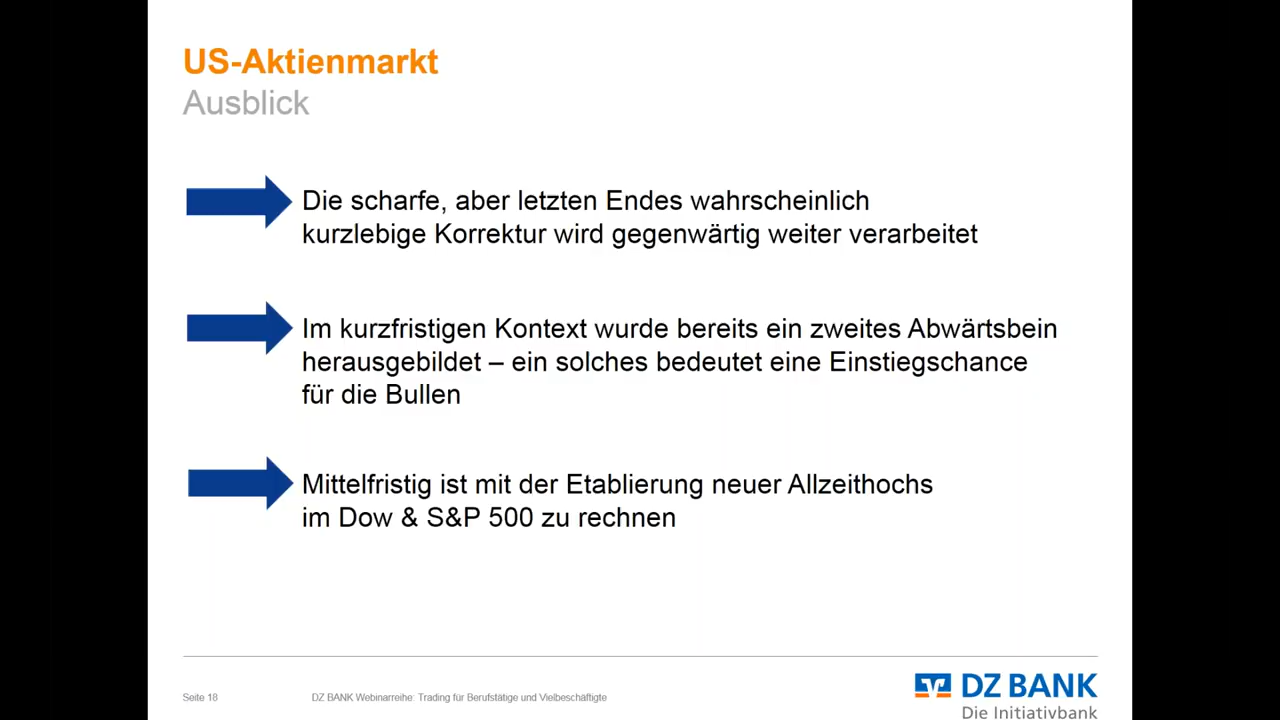 US-Aktienmarkt
Ausblick
Die scharfe, aber letzten Endes wahrscheinlich
kurzlebige Korrektur wird gegenwärtig weiter verarbeitet
Im kurzfristigen Kontext wurde bereits ein zweites Abwärtsbein
herausgebildet – ein solches bedeutet eine Einstiegschance
für die Bullen
Mittelfristig ist mit der Etablierung neuer Allzeithochs
im Dow & S&P 500 zu rechnen
Seite 18
DZ BANK Webinarreihe: Trading für Berufstätige und Vielbeschäftigte
DZ BANK
Die Initiativbank